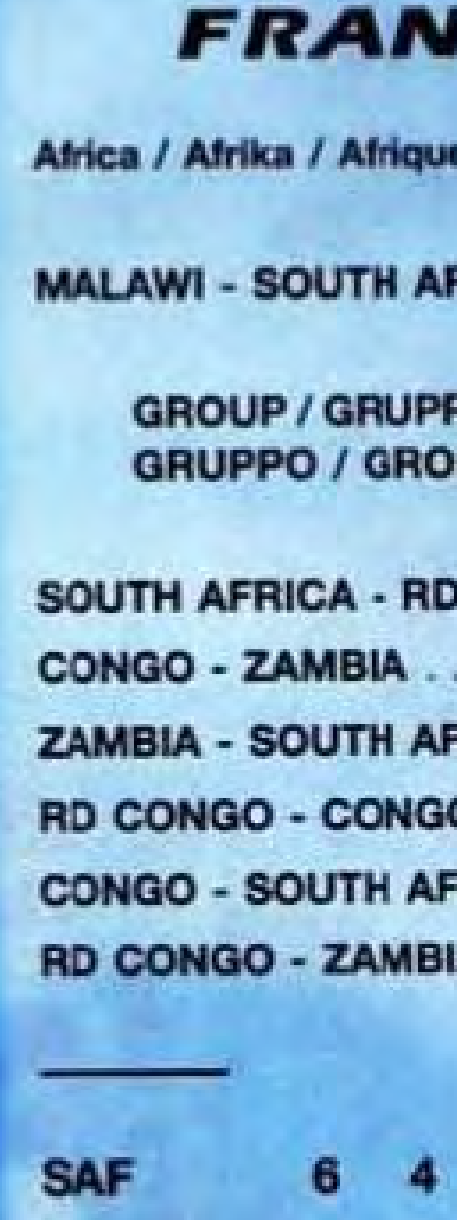 FRAN
Africa / Afrika / Afrique
MALAWI - SOUTH AF
GROUP / GRUPP
GRUPPO / GRO
SOUTH AFRICA - RD
CONGO - ZAMBIA . .
ZAMBIA - SOUTH AF
RD CONGO - CONGO
CONGO - SOUTH AF
RD CONGO - ZAMBI
SAF 6 4